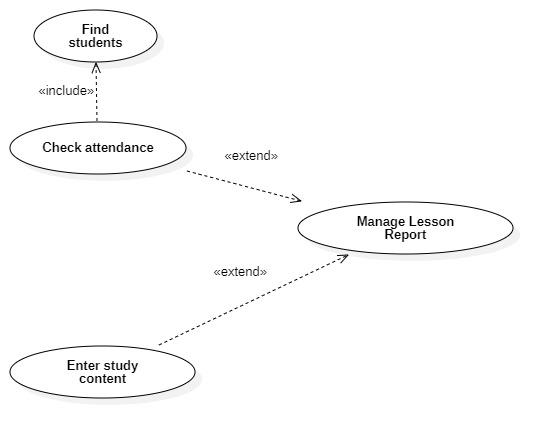 Find
students
«include»
Check attendance
«extend»
Manage Lesson
Report
«extend»
Enter study
content